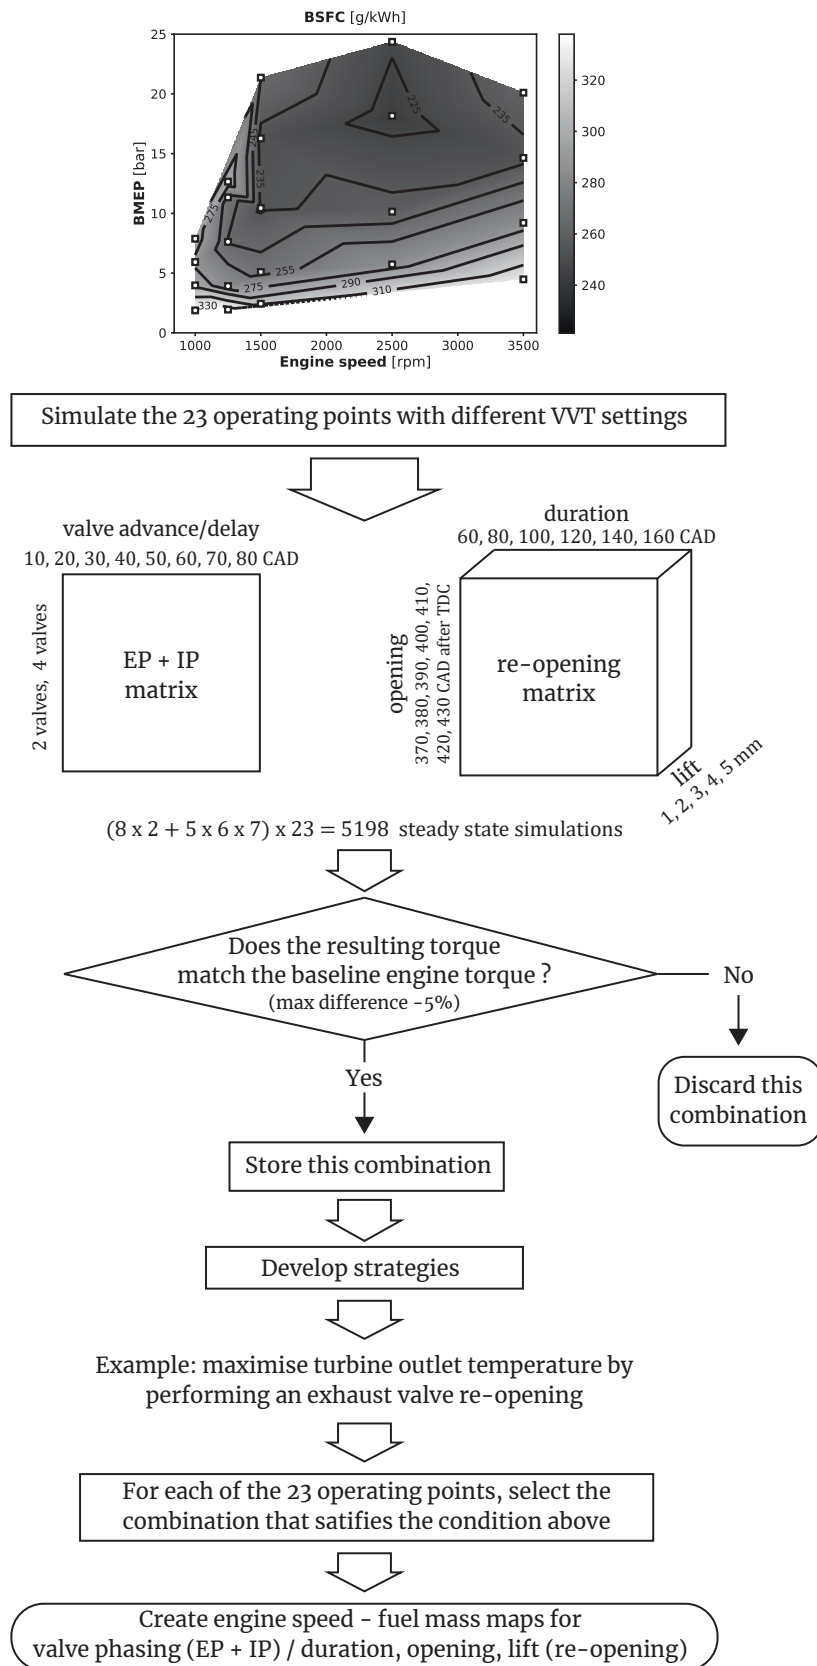 BSFC [g/kWh]
25
20
15
10
5
0
BMEP [bar]
1000 1500 2000 2500 3000 3500
Engine speed [rpm]
225
235
245
235
275
255
275
290
310
330
320
300
280
260
240
Simulate the 23 operating points with different VVT settings
valve advance/delay
10, 20, 30, 40, 50, 60, 70, 80 CAD
2 valves, 4 valves
EP + IP
matrix
duration
60, 80, 100, 120, 140, 160 CAD
opening
370, 380, 390, 400, 410,
420, 430 CAD after TDC
re-opening
matrix
lift
1, 2, 3, 4, 5 mm
(8 x 2 + 5 x 6 x 7) x 23 = 5198 steady state simulations
Does the resulting torque
match the baseline engine torque ?
(max difference -5%)
No
Yes
Discard this
combination
Store this combination
Develop strategies
Example: maximise turbine outlet temperature by
performing an exhaust valve re-opening
For each of the 23 operating points, select the
combination that satifies the condition above
Create engine speed - fuel mass maps for
valve phasing (EP + IP) / duration, opening, lift (re-opening)